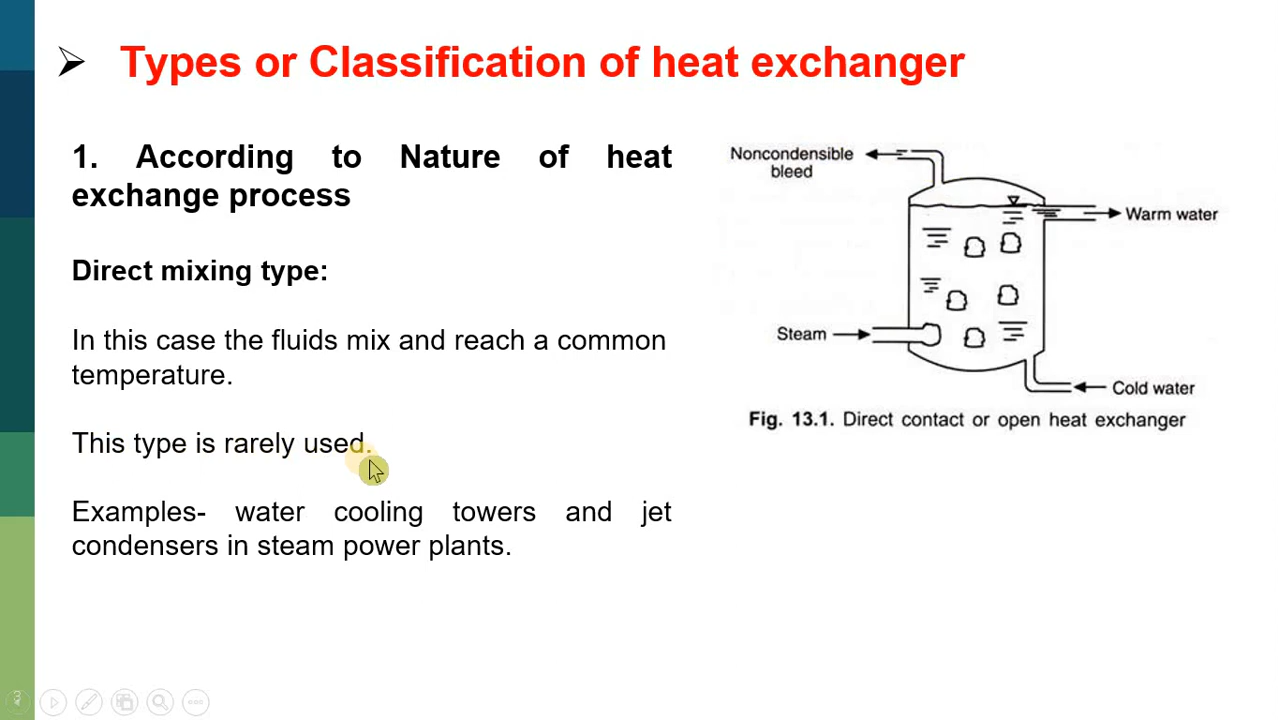 Types or Classification of heat exchanger
1. According to Nature of heat
exchange process
Direct mixing type:
In this case the fluids mix and reach a common
temperature.
This type is rarely used.
Examples- water cooling towers and jet
condensers in steam power plants.
Noncondensible
bleed
Warm water
Steam
Cold water
Fig. 13.1. Direct contact or open heat exchanger
3